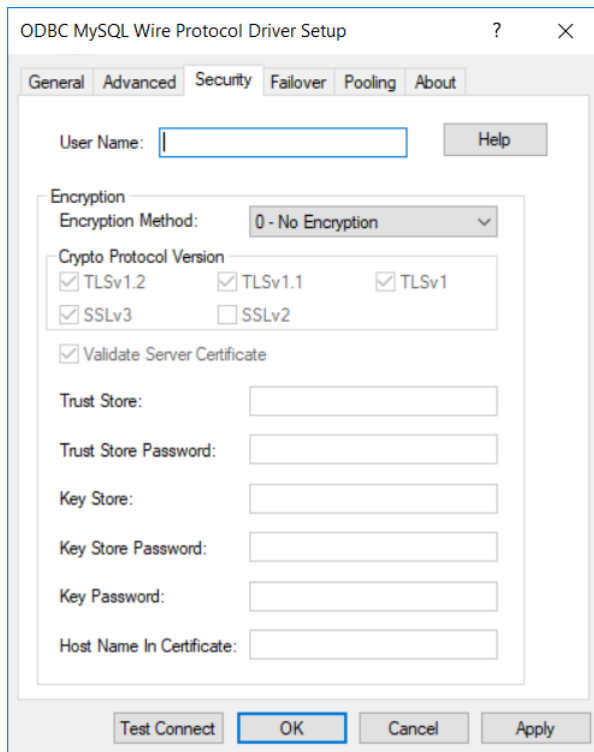 ODBC MySQL Wire Protocol Driver Setup ?
General Advanced Security Failover Pooling About
User Name: Help
Encryption
Encryption Method: 0 - No Encryption
Crypto Protocol Version
TLSv1.2 TLSv1.1 TLSv1
SSLv3 SSLv2
Validate Server Certificate
Trust Store:
Trust Store Password:
Key Store:
Key Store Password:
Key Password:
Host Name In Certificate:
Test Connect OK Cancel Apply